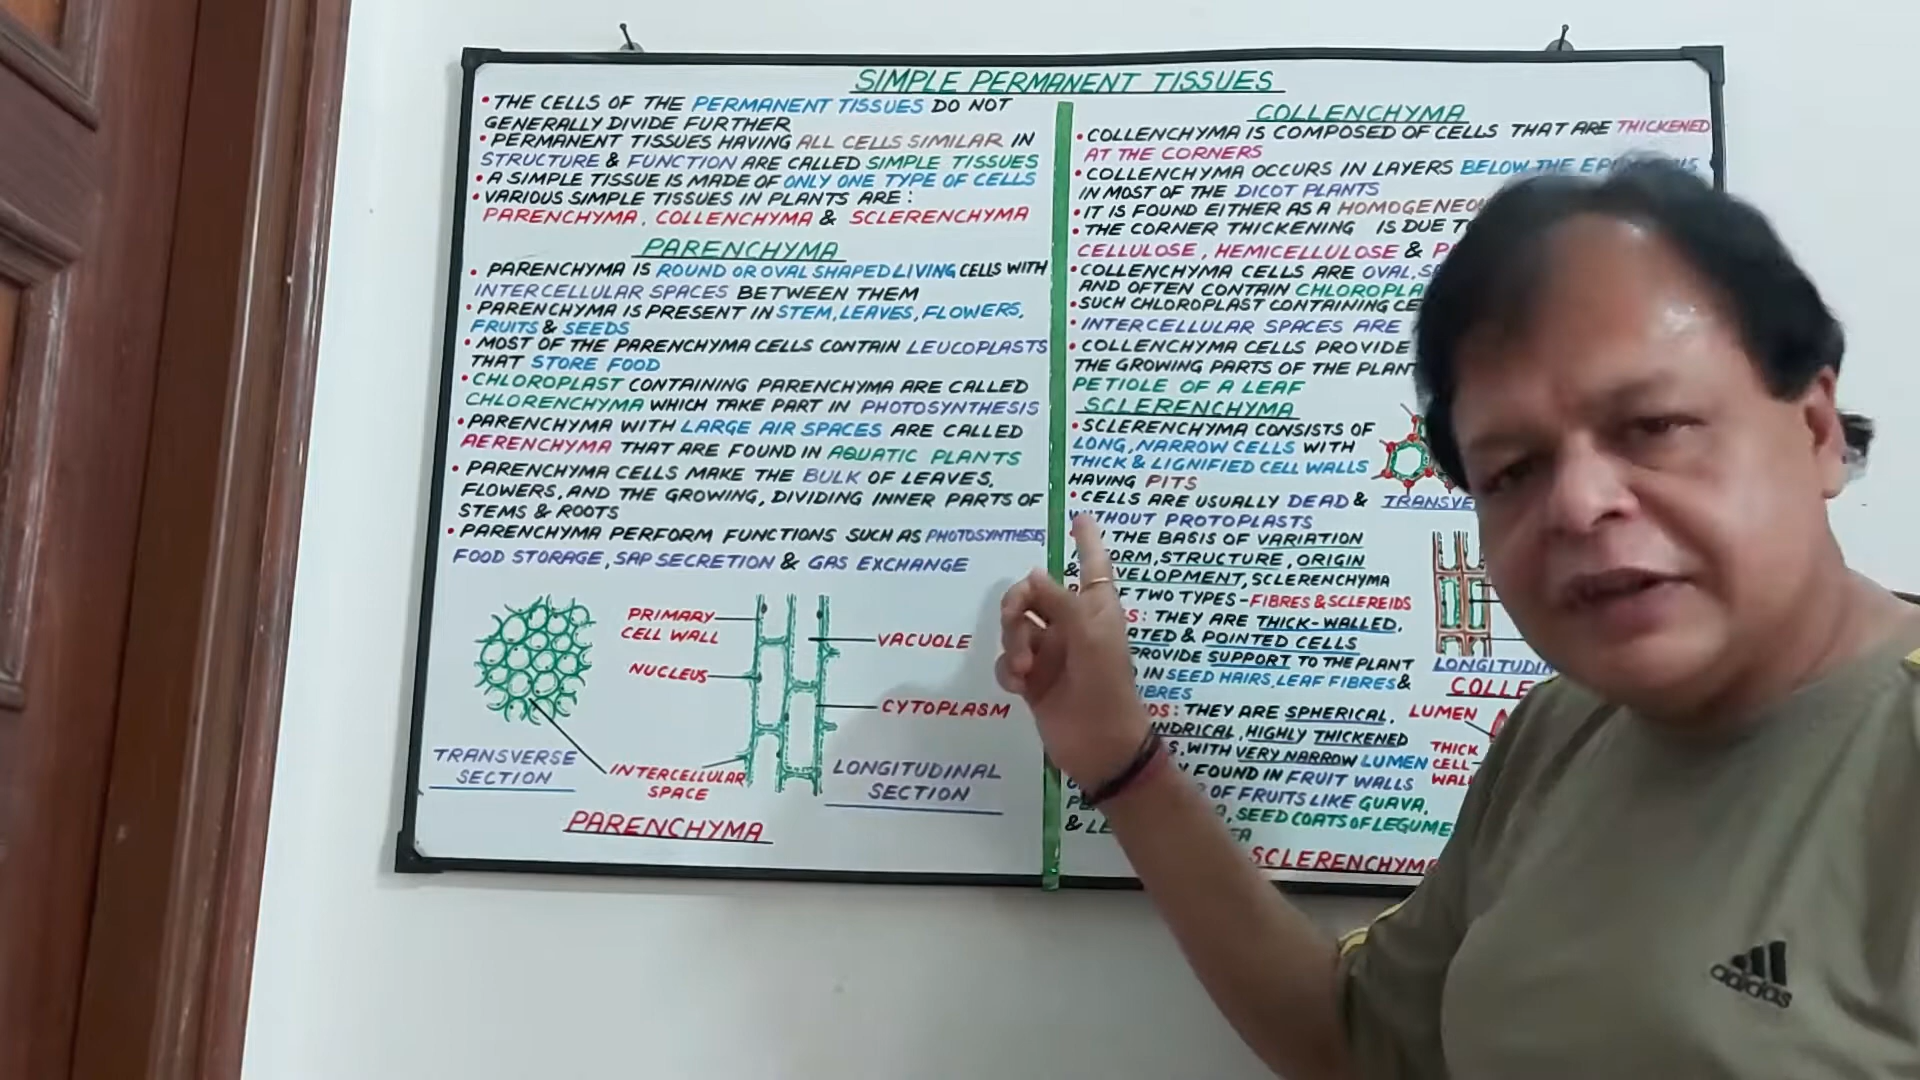 SIMPLE PERMANENT TISSUES
• THE CELLS OF THE PERMANENT TISSUES DO NOT
GENERALLY DIVIDE FURTHER
• PERMANENT TISSUES HAVING ALL CELLS SIMILAR IN
STRUCTURE & FUNCTION ARE CALLED SIMPLE TISSUES
• A SIMPLE TISSUE IS MADE OF ONLY ONE TYPE OF CELLS
• VARIOUS SIMPLE TISSUES IN PLANTS ARE :
PARENCHYMA, COLLENCHYMA & SCLERENCHYMA
PARENCHYMA
• PARENCHYMA IS ROUND OR OVAL SHAPED LIVING CELLS WITH
INTERCELLULAR SPACES BETWEEN THEM
• PARENCHYMA IS PRESENT IN STEM, LEAVES, FLOWERS,
FRUITS & SEEDS
• MOST OF THE PARENCHYMA CELLS CONTAIN LEUCOPLASTS
THAT STORE FOOD
• CHLOROPLAST CONTAINING PARENCHYMA ARE CALLED
CHLORENCHYMA WHICH TAKE PART IN PHOTOSYNTHESIS
• PARENCHYMA WITH LARGE AIR SPACES ARE CALLED
AERENCHYMA THAT ARE FOUND IN AQUATIC PLANTS
• PARENCHYMA CELLS MAKE THE BULK OF LEAVES,
FLOWERS, AND THE GROWING, DIVIDING INNER PARTS OF
STEMS & ROOTS
• PARENCHYMA PERFORM FUNCTIONS SUCH AS PHOTOSYNTHESIS,
FOOD STORAGE, SAP SECRETION & GAS EXCHANGE
PRIMARY
CELL WALL
NUCLEUS
VACUOLE
CYTOPLASM
TRANSVERSE
SECTION
INTERCELLULAR
SPACE
LONGITUDINAL
SECTION
PARENCHYMA
COLLENCHYMA
• COLLENCHYMA IS COMPOSED OF CELLS THAT ARE THICKENED
AT THE CORNERS
• COLLENCHYMA OCCURS IN LAYERS BELOW THE
IN MOST OF THE DICOT PLANTS
• IT IS FOUND EITHER AS A
• THE CORNER THICKENING IS DUE
CELLULOSE, HEMICELLULOSE &
• COLLENCHYMA CELLS ARE OVAL,
AND OFTEN CONTAIN
• SUCH CHLOROPLAST CONTAINING
• INTERCELLULAR SPACES ARE
• COLLENCHYMA CELLS PROVIDE
THE GROWING PARTS OF THE PLANT
PETIOLE OF A LEAF
SCLERENCHYMA
• SCLERENCHYMA CONSISTS OF
LONG, NARROW CELLS WITH
THICK & LIGNIFIED CELL WALLS
HAVING PITS
• CELLS ARE USUALLY DEAD &
WITHOUT PROTOPLASTS
THE BASIS OF VARIATION
FORM, STRUCTURE, ORIGIN
& DEVELOPMENT, SCLERENCHYMA
OF TWO TYPES - FIBRES & SCLEREIDS
THEY ARE THICK-WALLED,
& POINTED CELLS
PROVIDE SUPPORT TO THE PLANT
IN SEED HAIRS, LEAF FIBRES &
FIBRES
THEY ARE SPHERICAL,
HIGHLY THICKENED
WITH VERY NARROW LUMEN
FOUND IN FRUIT WALLS
OF FRUITS LIKE GUAVA,
SEED COATS OF
&
LUMEN
THICK
CELL
WALL
adidas